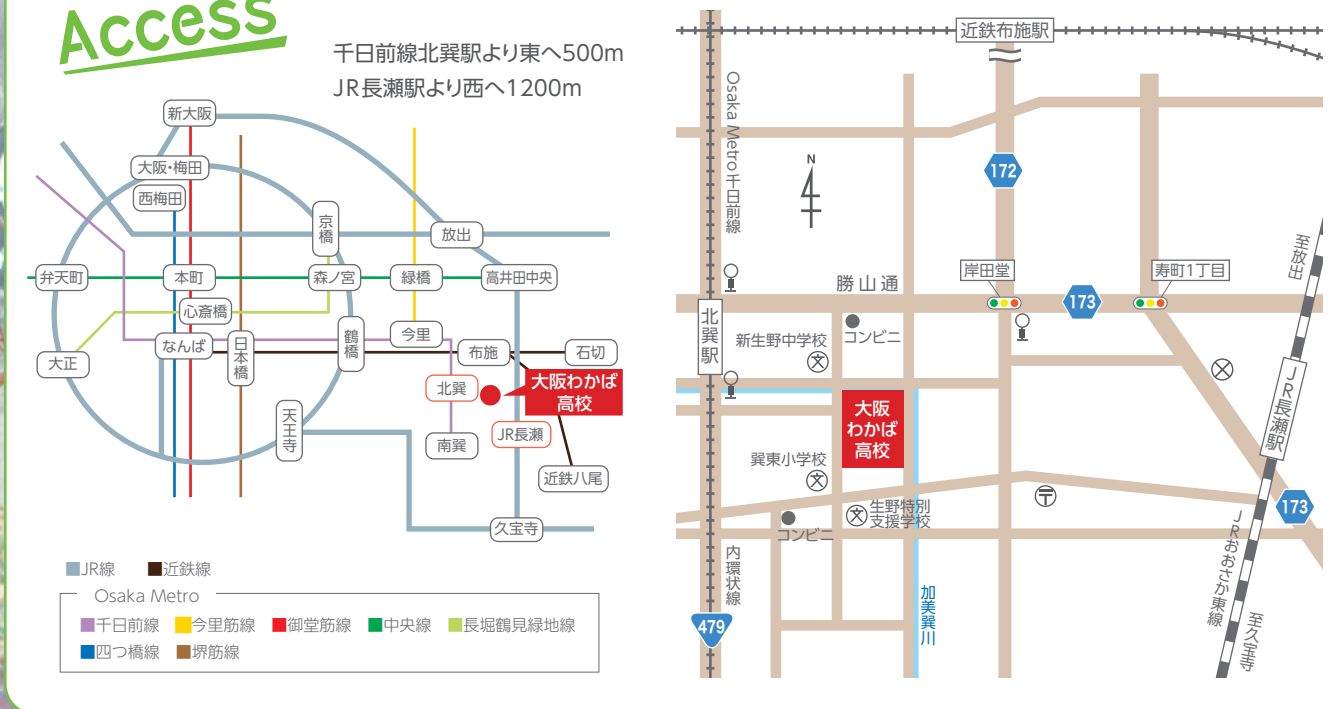 Access
千日前線北巽駅より東へ500m
JR長瀬駅より西へ1200m
新大阪
大阪・梅田
西梅田
京橋
放出
弁天町
本町
森ノ宮
緑橋
高井田中央
心斎橋
なんば
日本橋
鶴橋
今里
布施
石切
大正
北巽
大阪わかば
高校
天王寺
南巽
JR長瀬
近鉄八尾
久宝寺
■JR線 ■近鉄線
Osaka Metro
■千日前線 ■今里筋線 ■御堂筋線 ■中央線 ■長堀鶴見緑地線
■四つ橋線 ■堺筋線
近鉄布施駅
Osaka Metro千日前線
N
172
至放出
勝山通
岸田堂
173
寿町1丁目
北巽駅
新生野中学校
文
コンビニ
JR長瀬駅
大阪
わかば
高校
巽東小学校
文
生野特別
支援学校
文
コンビニ
〒
173
内環状線
479
加美巽川
JRおおさか東線
至久宝寺